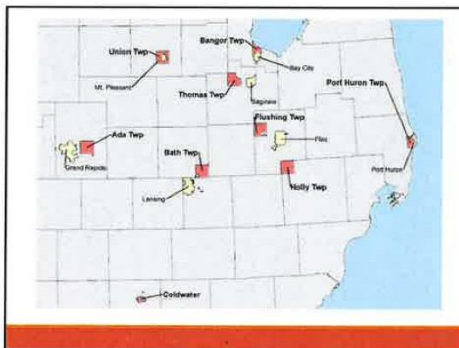 Union Twp
Bangor Twp
Mt. Pleasant
Bay City
Port Huron Twp
Thomas Twp
Saginaw
Flushing Twp
Ada Twp
Flint
Bath Twp
Grand Rapids
Port Huron
Holly Twp
Lansing
Coldwater